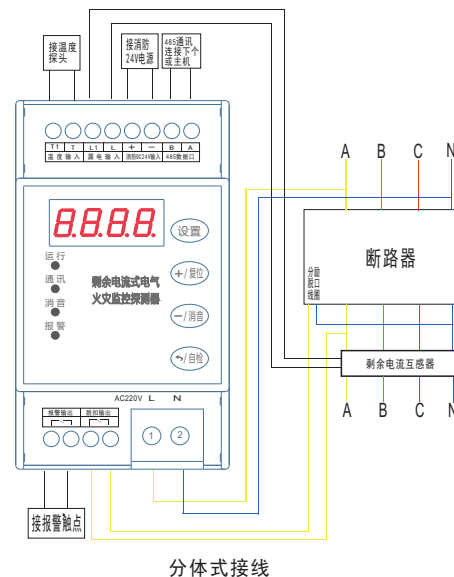 接温度
探头
接消防
24V电源
485通讯
连接下个
或主机
T1 T L1 L + − B A
温度输入 漏电输入 消防DC24V输入 485数据口
A B C N
8.8.8.8.
设置
运行
+/复位
通讯
剩余电流式电气
火灾监控探测器
消音
−/消音
报警
/自检
断路器
分励
脱口
线圈
剩余电流互感器
AC220V L N
A B C N
报警输出 脱扣输出
1 2
接报警触点
分体式接线